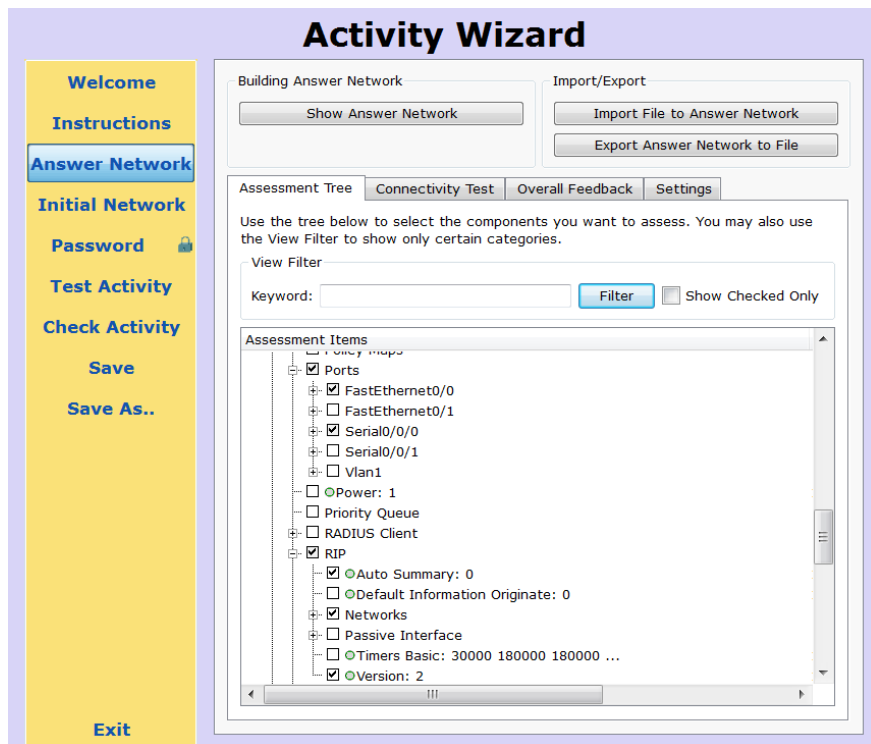 Activity Wizard
Welcome
Instructions
Answer Network
Initial Network
Password
Test Activity
Check Activity
Save
Save As..
Exit
Building Answer Network
Show Answer Network
Import/Export
Import File to Answer Network
Export Answer Network to File
Assessment Tree
Connectivity Test
Overall Feedback
Settings
Use the tree below to select the components you want to assess. You may also use
the View Filter to show only certain categories.
View Filter
Keyword:
Filter
Show Checked Only
Assessment Items
Policy Maps
Ports
FastEthernet0/0
FastEthernet0/1
Serial0/0/0
Serial0/0/1
Vlan1
Power: 1
Priority Queue
RADIUS Client
RIP
Auto Summary: 0
Default Information Originate: 0
Networks
Passive Interface
Timers Basic: 30000 180000 180000 ...
Version: 2